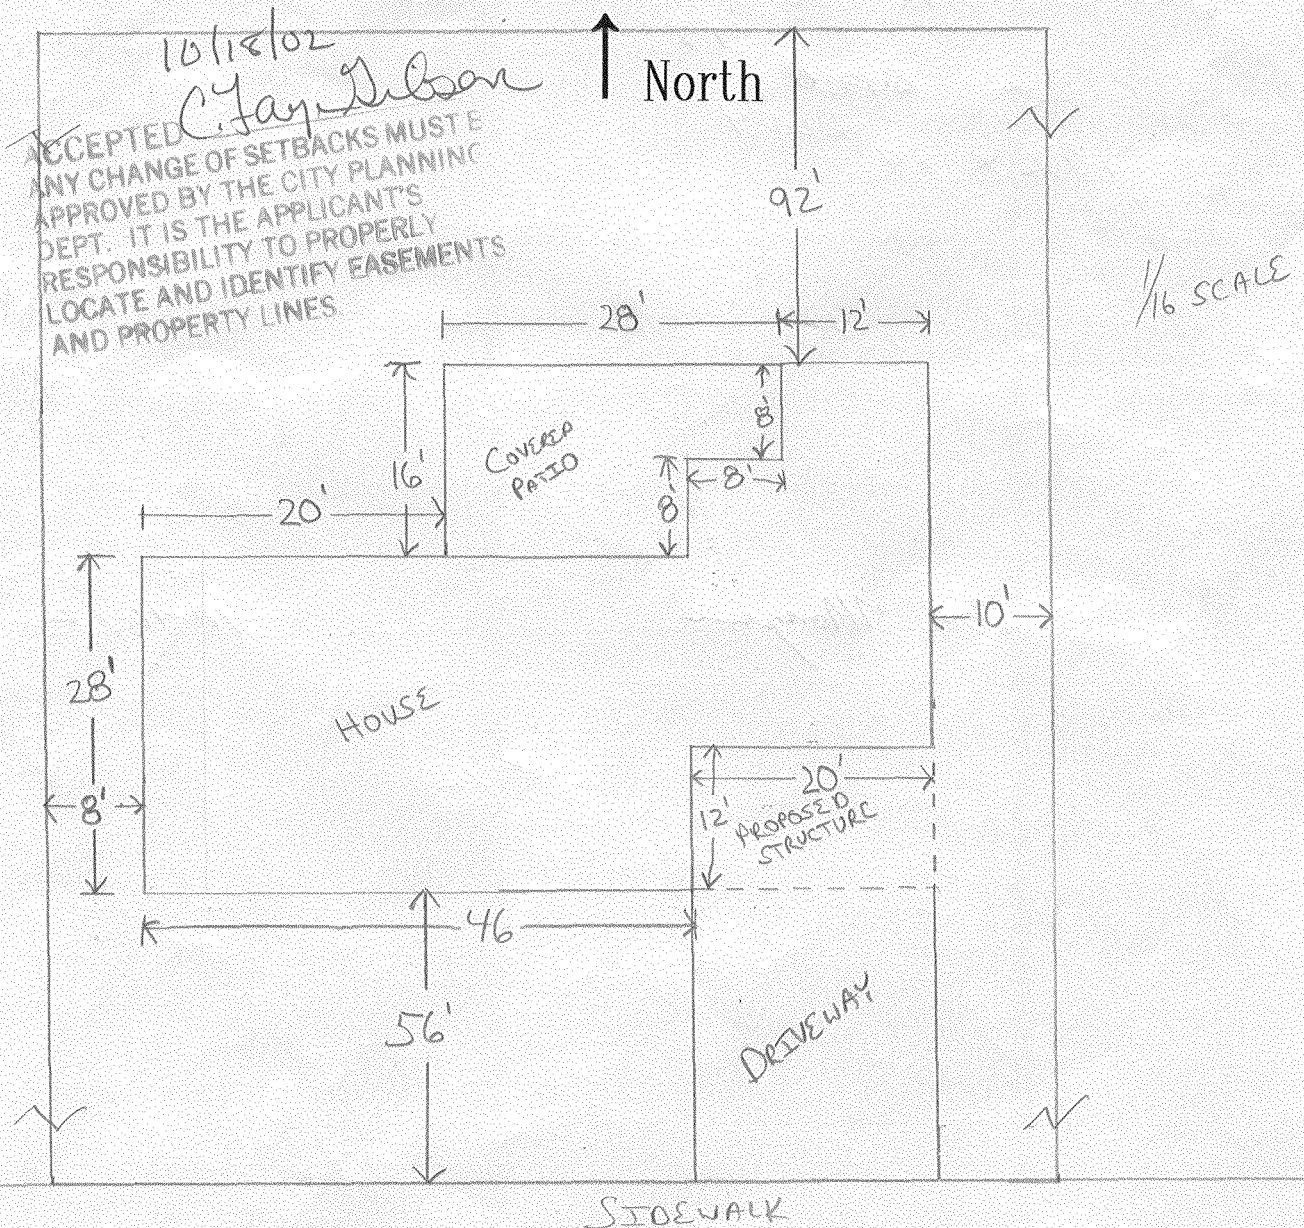 10/18/02
C. Fay Gibson
North
ACCEPTED
ANY CHANGE OF SETBACKS MUST B
APPROVED BY THE CITY PLANNING
DEPT. IT IS THE APPLICANT'S
RESPONSIBILITY TO PROPERLY
LOCATE AND IDENTIFY EASEMENTS
AND PROPERTY LINES
92'
1/16 SCALE
28'
12'
8'
16'
COVERED
PATIO
8'
8'
20'
10'
28'
HOUSE
20'
8'
12'
PROPOSED
STRUCTURE
46
56'
DRIVEWAY
SIDEWALK